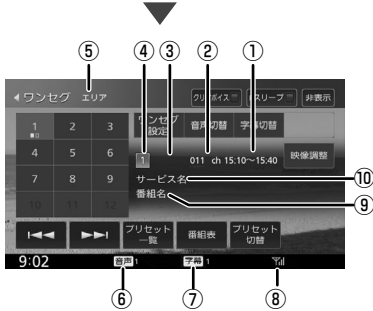 ⑤ ④ ③ ② ①
ワンセグ エリア クリアボイス スリープ 非表示
1 2 3 ワンセグ設定 音声切替 字幕切替
4 5 6 1 011 ch 15:10～15:40 映像調整
7 8 9 サービス名 ⑩
10 11 12 番組名 ⑨
プリセット一覧 番組表 プリセット切替
9:02 音声 1 字幕 1
⑥ ⑦ ⑧